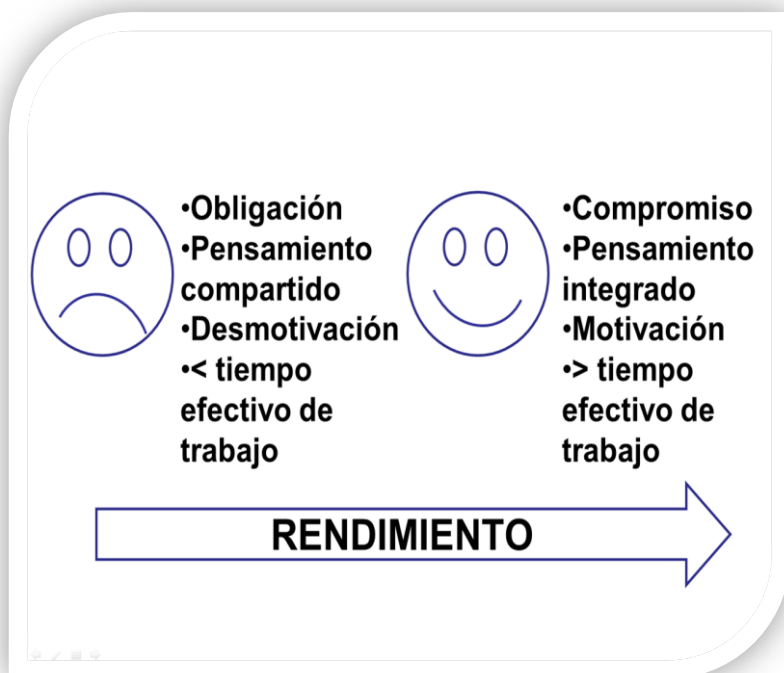 •Obligación
•Pensamiento
compartido
•Desmotivación
•< tiempo
efectivo de
trabajo
•Compromiso
•Pensamiento
integrado
•Motivación
•> tiempo
efectivo de
trabajo
RENDIMIENTO